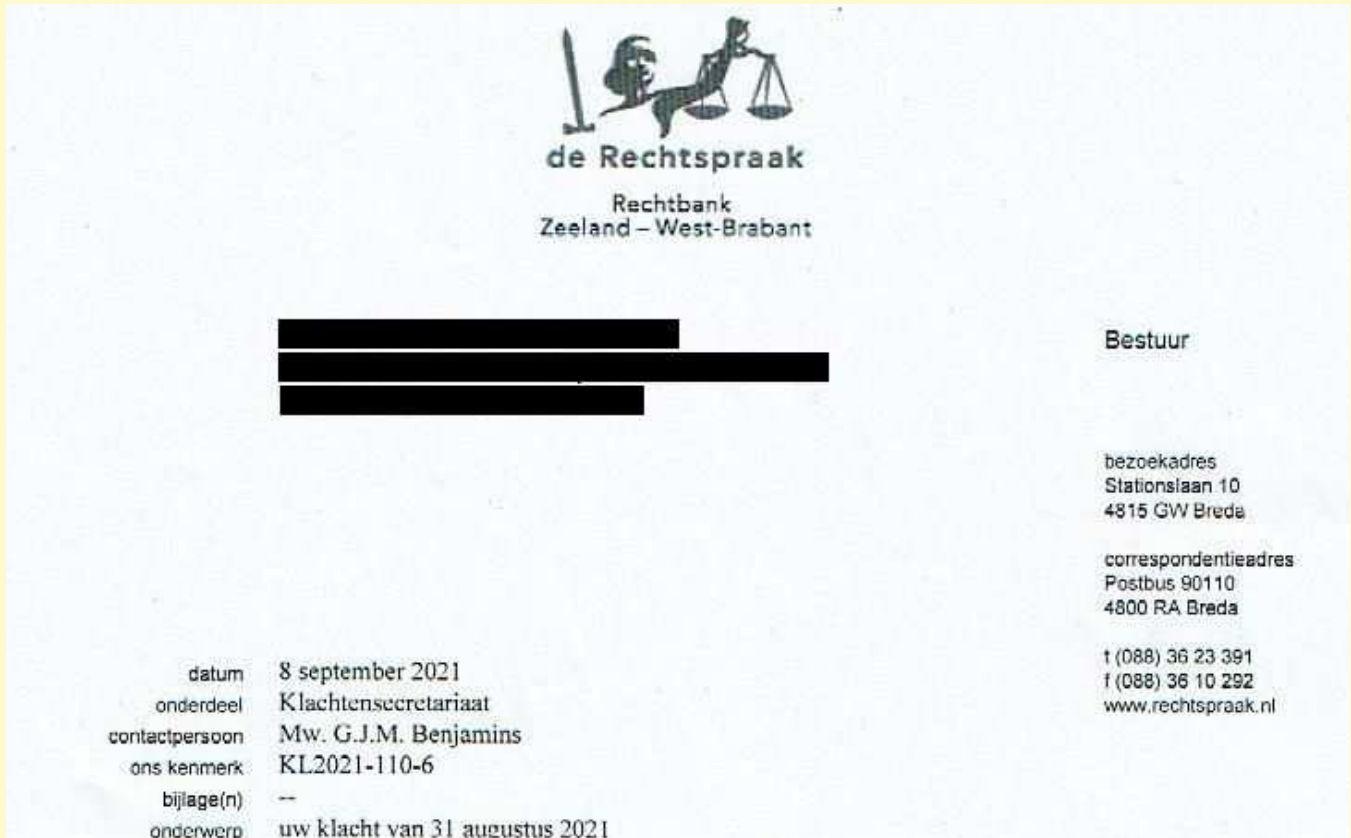 de Rechtspraak
Rechtbank
Zeeland – West-Brabant
Bestuur
bezoekadres
Stationslaan 10
4815 GW Breda
correspondentieadres
Postbus 90110
4800 RA Breda
t (088) 36 23 391
f (088) 36 10 292
www.rechtspraak.nl
datum 8 september 2021
onderdeel Klachtensecretariaat
contactpersoon Mw. G.J.M. Benjamins
ons kenmerk KL2021-110-6
bijlage(n) --
onderwerp uw klacht van 31 augustus 2021